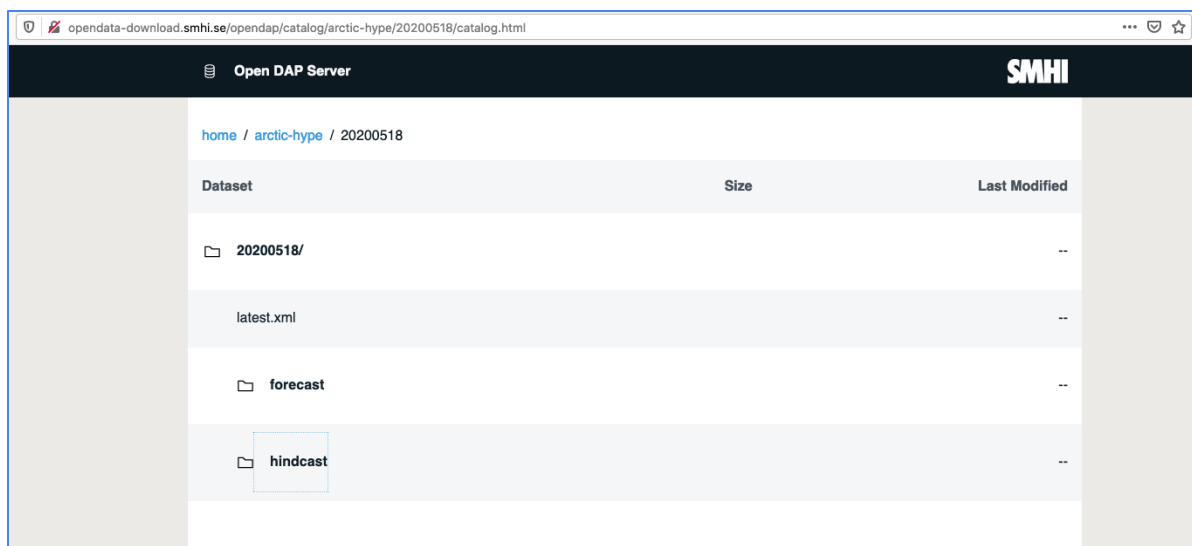 opendata-download.smhi.se/opendap/catalog/arctic-hype/20200518/catalog.html
Open DAP Server SMHI
home / arctic-hype / 20200518
Dataset Size Last Modified
20200518/ --
latest.xml --
forecast --
hindcast --